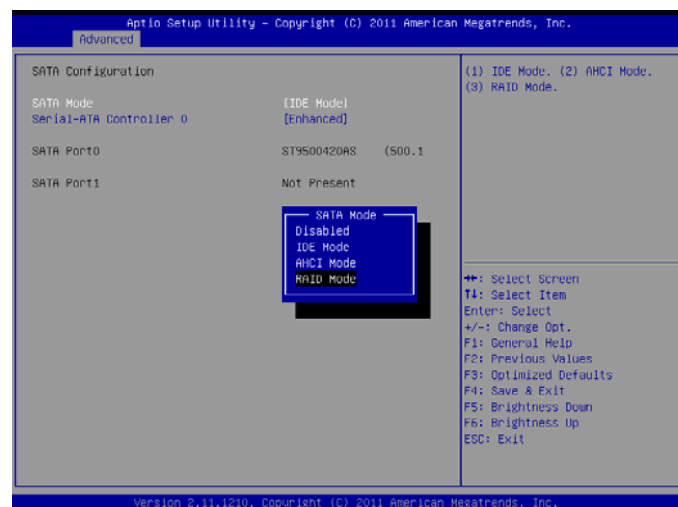 Aptio Setup Utility – Copyright (C) 2011 American Megatrends, Inc.
Advanced
SATA Configuration
SATA Mode [IDE Mode]
Serial-ATA Controller 0 [Enhanced]
SATA Port0 ST9500420AS (500.1
SATA Port1 Not Present
SATA Mode
Disabled
IDE Mode
AHCI Mode
RAID Mode
(1) IDE Mode. (2) AHCI Mode.
(3) RAID Mode.
→←: Select Screen
↑↓: Select Item
Enter: Select
+/-: Change Opt.
F1: General Help
F2: Previous Values
F3: Optimized Defaults
F4: Save & Exit
F5: Brightness Down
F6: Brightness Up
ESC: Exit
Version 2.11.1210. Copyright (C) 2011 American Megatrends, Inc.